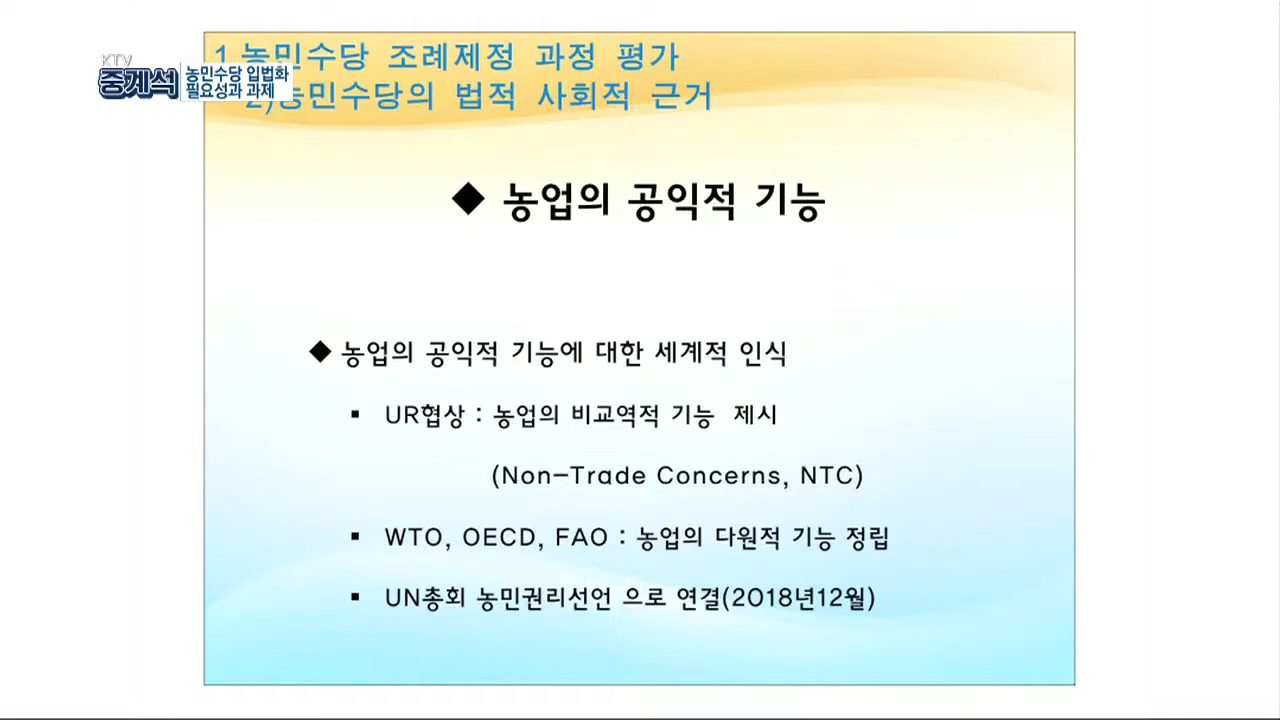 KTV
중계석
농민수당 입법화
필요성과 과제
1.농민수당 조례제정 과정 평가
2)농민수당의 법적 사회적 근거
◆ 농업의 공익적 기능
◆ 농업의 공익적 기능에 대한 세계적 인식
▪ UR협상 : 농업의 비교역적 기능 제시
(Non-Trade Concerns, NTC)
▪ WTO, OECD, FAO : 농업의 다원적 기능 정립
▪ UN총회 농민권리선언 으로 연결(2018년12월)